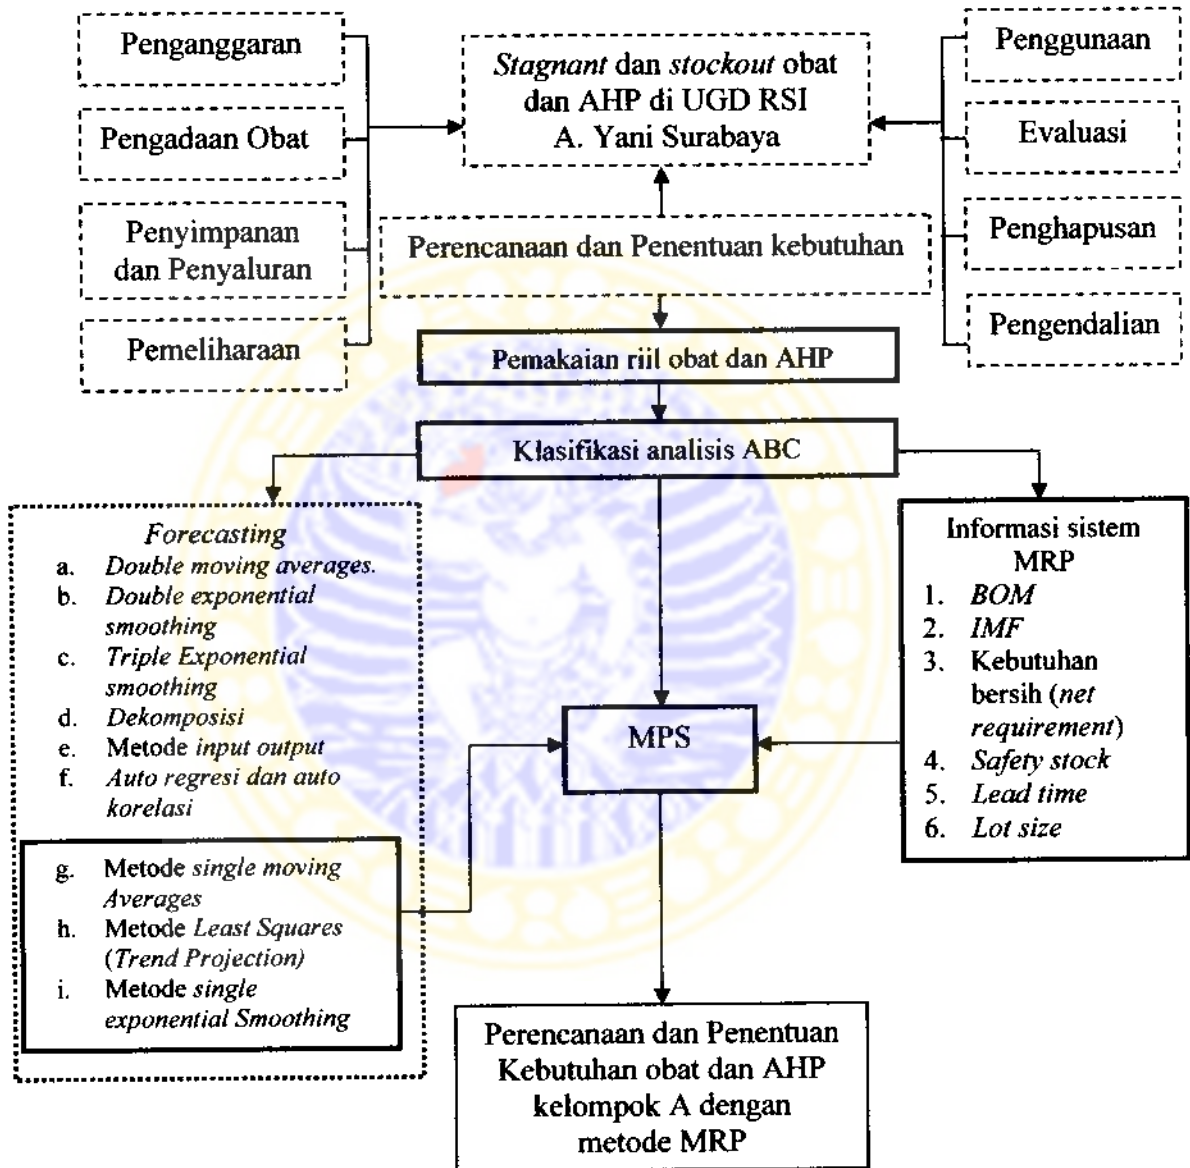 Penganggaran
Pengadaan Obat
Penyimpanan
dan Penyaluran
Pemeliharaan
Stagnant dan stockout obat
dan AHP di UGD RSI
A. Yani Surabaya
Penggunaan
Evaluasi
Penghapusan
Pengendalian
Perencanaan dan Penentuan kebutuhan
Pemakaian riil obat dan AHP
Klasifikasi analisis ABC
Forecasting
a. Double moving averages.
b. Double exponential
smoothing
c. Triple Exponential
smoothing
d. Dekomposisi
e. Metode input output
f. Auto regresi dan auto
korelasi
g. Metode single moving
Averages
h. Metode Least Squares
(Trend Projection)
i. Metode single
exponential Smoothing
MPS
Informasi sistem
MRP
1. BOM
2. IMF
3. Kebutuhan
bersih (net
requirement)
4. Safety stock
5. Lead time
6. Lot size
Perencanaan dan Penentuan
Kebutuhan obat dan AHP
kelompok A dengan
metode MRP